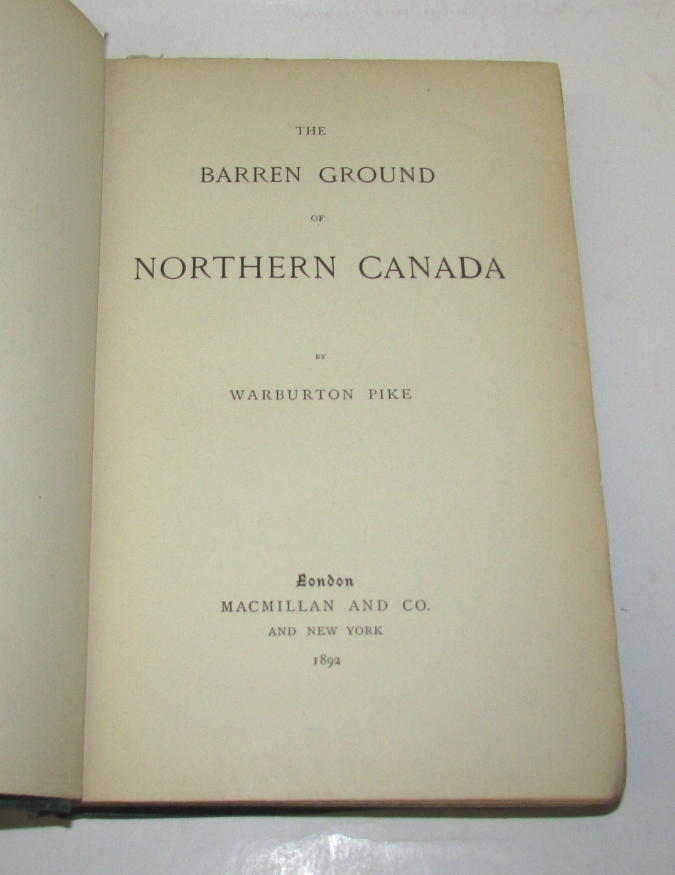 THE
BARREN GROUND
OF
NORTHERN CANADA
BY
WARBURTON PIKE
London
MACMILLAN AND CO.
AND NEW YORK
1892